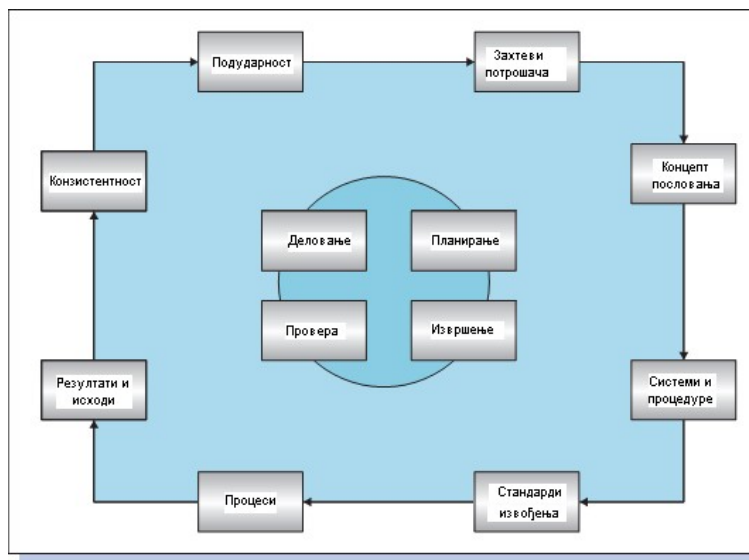 Подударност
Захтеви
потрошача
Концепт
пословања
Конзистентност
Деловање
Планирање
Провера
Извршење
Резултати и
исходи
Системи и
процедуре
Процеси
Стандарди
извођења